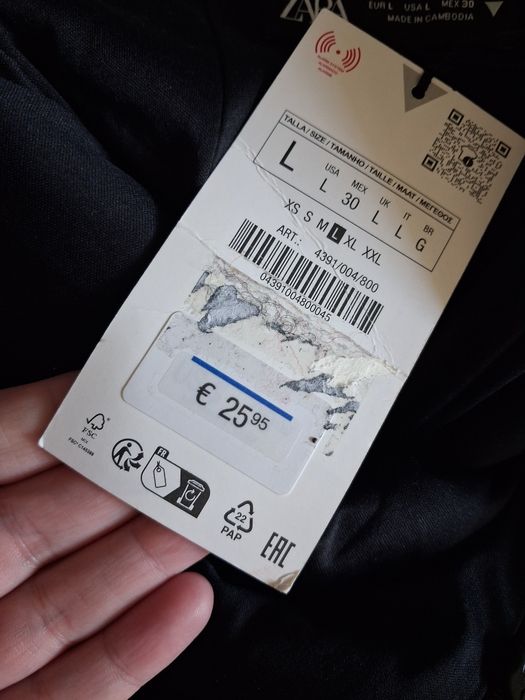 ZARA
EUR L USA L MEX 30
MADE IN CAMBODIA
TALLA / SIZE / TAMANHO / TAILLE / MAAT / ΜΕΓΕΘΟΣ
L
USA MEX UK IT BR
L 30 L L G
XS S M L XL XXL
ART.: 4391/004/800
04391004800045
€ 25 95
FSC
MIX
FR
22
PAP
EAC